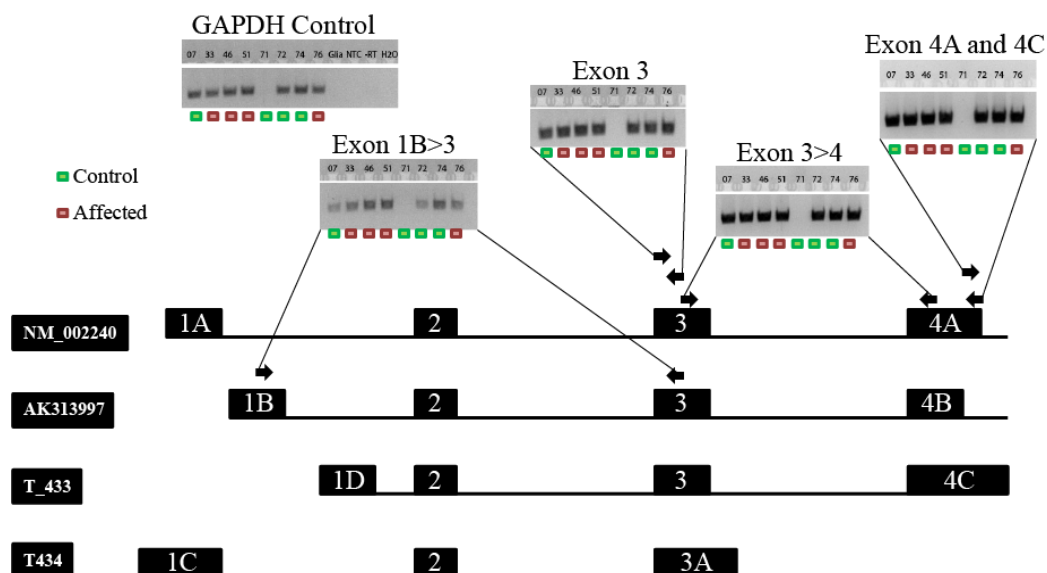 GAPDH Control
07 33 46 51 71 72 74 76 Glia NTC -RT H2O
Exon 3
07 33 46 51 71 72 74 76
Exon 4A and 4C
07 33 46 51 71 72 74 76
Exon 1B>3
07 33 46 51 71 72 74 76
Exon 3>4
07 33 46 51 71 72 74 76
Control
Affected
NM_002240 1A 2 3 4A
AK313997 1B 2 3 4B
T_433 1D 2 3 4C
T434 1C 2 3A